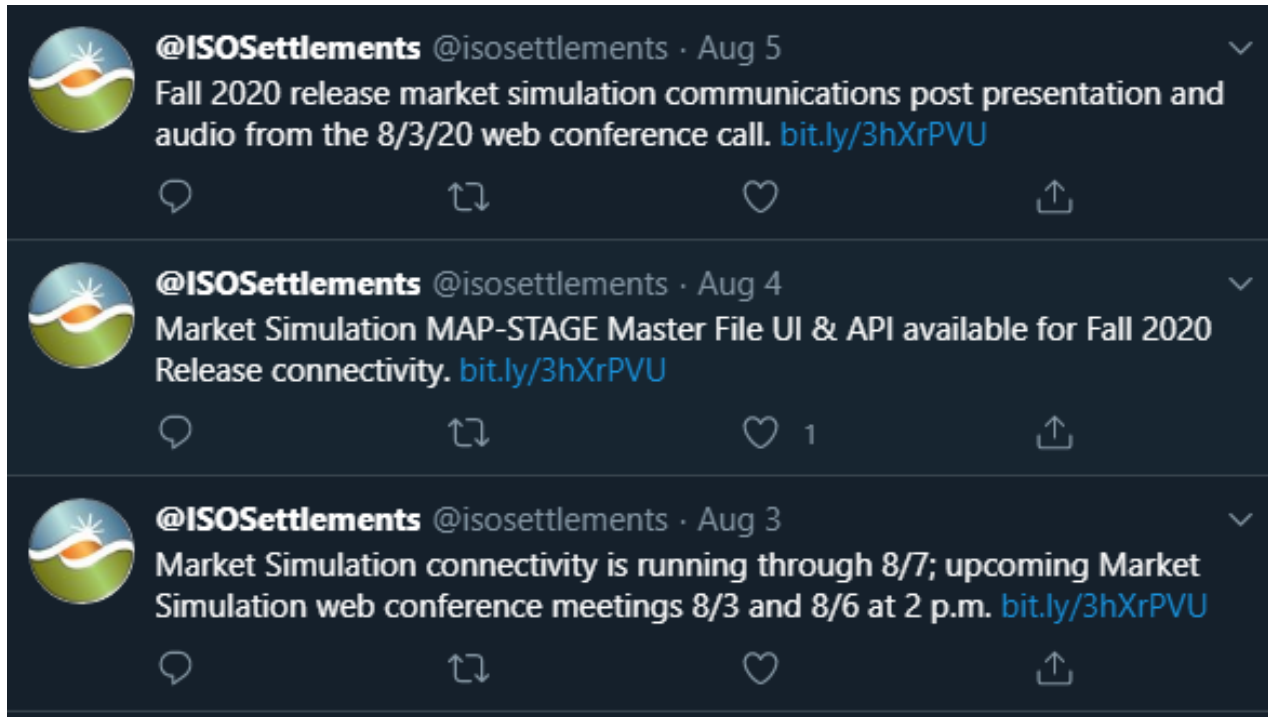 @ISOSettlements @isosettlements · Aug 5
Fall 2020 release market simulation communications post presentation and
audio from the 8/3/20 web conference call. bit.ly/3hXrPVU
@ISOSettlements @isosettlements · Aug 4
Market Simulation MAP-STAGE Master File UI & API available for Fall 2020
Release connectivity. bit.ly/3hXrPVU
1
@ISOSettlements @isosettlements · Aug 3
Market Simulation connectivity is running through 8/7; upcoming Market
Simulation web conference meetings 8/3 and 8/6 at 2 p.m. bit.ly/3hXrPVU